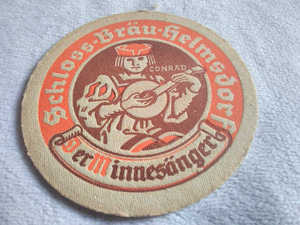 Schloss-Bräu-Helmsdorf
CONRAD
Der Minnesänger